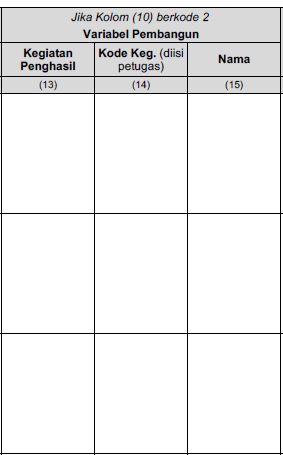 Jika Kolom (10) berkode 2
Variabel Pembangun
Kegiatan
Penghasil
Kode Keg. (diisi
petugas)
Nama
(13)
(14)
(15)